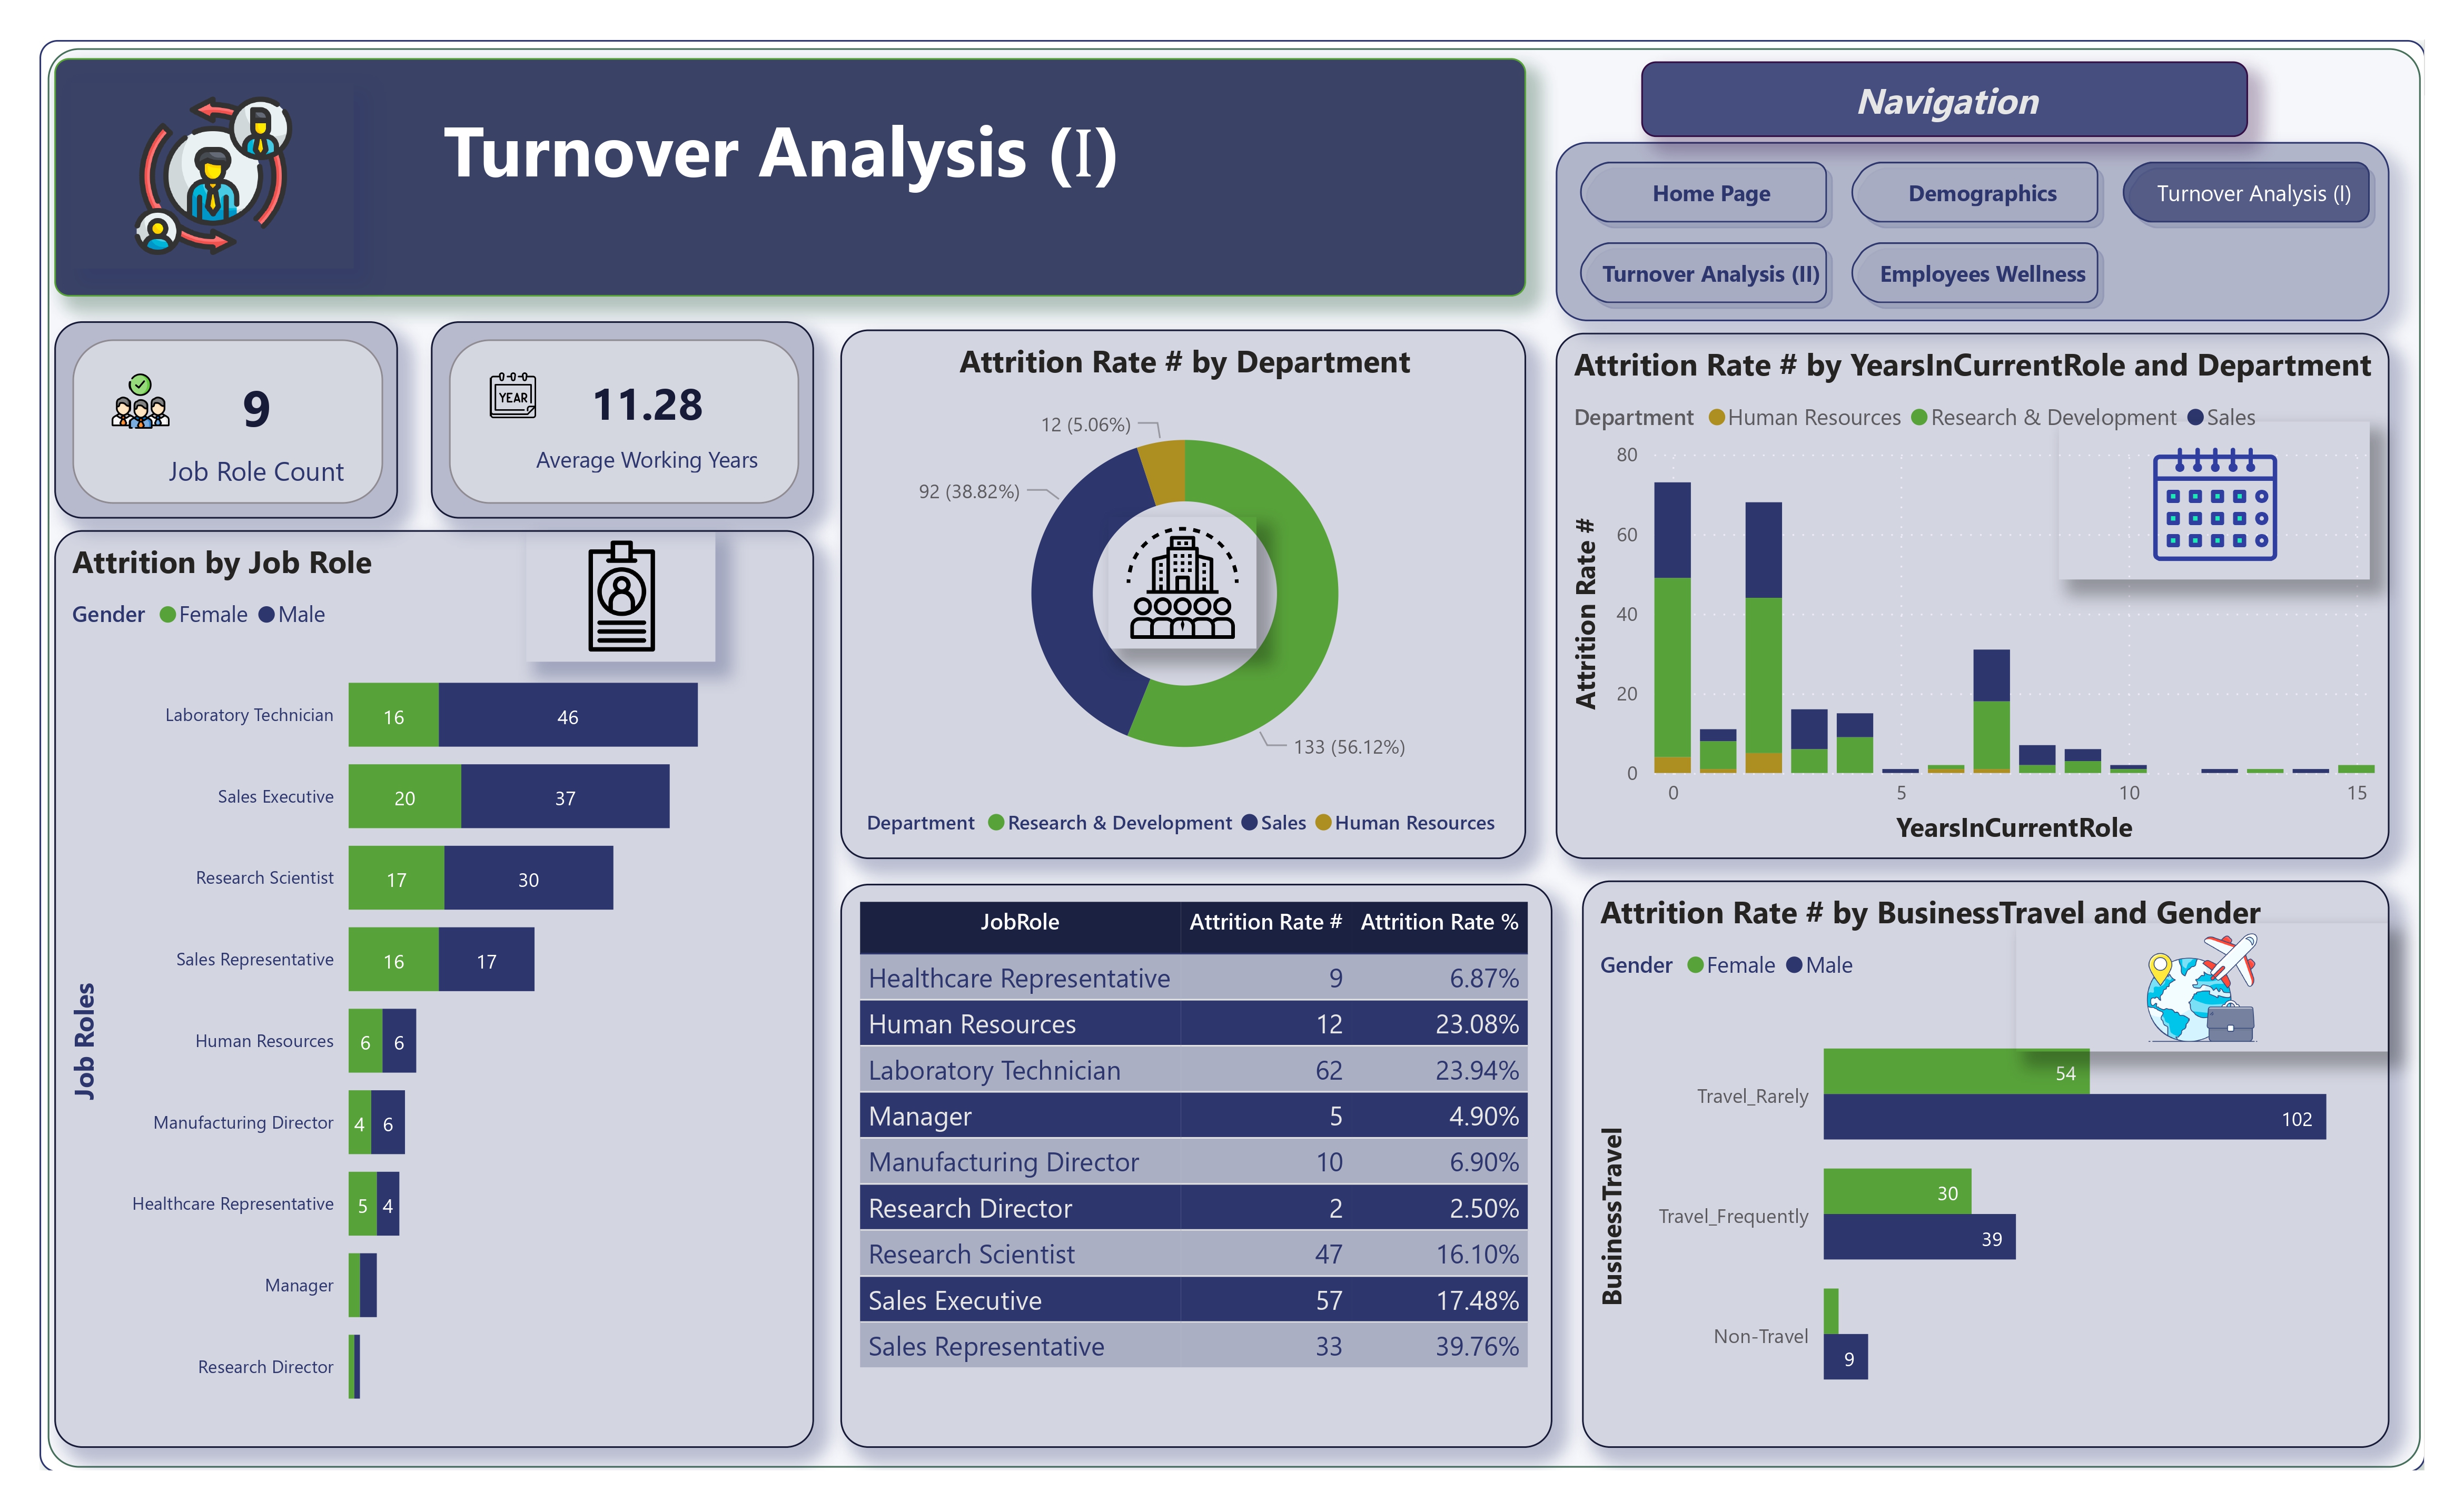 Turnover Analysis (I)
Navigation
Home Page
Demographics
Turnover Analysis (I)
Turnover Analysis (II)
Employees Wellness
9
Job Role Count
YEAR
11.28
Average Working Years
Attrition by Job Role
Gender Female Male
Job Roles
Laboratory Technician 16 46
Sales Executive 20 37
Research Scientist 17 30
Sales Representative 16 17
Human Resources 6 6
Manufacturing Director 4 6
Healthcare Representative 5 4
Manager
Research Director
Attrition Rate # by Department
12 (5.06%)
92 (38.82%)
133 (56.12%)
Department Research & Development Sales Human Resources
Attrition Rate # by YearsInCurrentRole and Department
Department Human Resources Research & Development Sales
Attrition Rate #
80
60
40
20
0
0 5 10 15
YearsInCurrentRole
JobRole Attrition Rate # Attrition Rate %
Healthcare Representative 9 6.87%
Human Resources 12 23.08%
Laboratory Technician 62 23.94%
Manager 5 4.90%
Manufacturing Director 10 6.90%
Research Director 2 2.50%
Research Scientist 47 16.10%
Sales Executive 57 17.48%
Sales Representative 33 39.76%
Attrition Rate # by BusinessTravel and Gender
Gender Female Male
BusinessTravel
Travel_Rarely
54
102
Travel_Frequently
30
39
Non-Travel
9